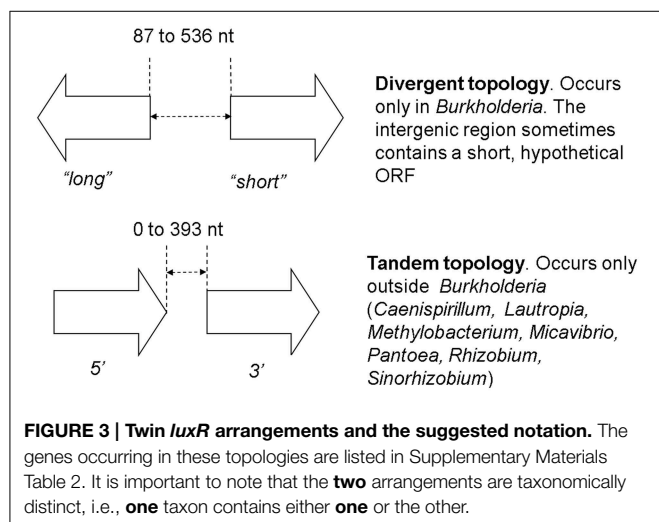 87 to 536 nt
"long"
"short"
Divergent topology. Occurs
only in Burkholderia. The
intergenic region sometimes
contains a short, hypothetical
ORF
0 to 393 nt
5'
3'
Tandem topology. Occurs only
outside Burkholderia
(Caenispirillum, Lautropia,
Methylobacterium, Micavibrio,
Pantoea, Rhizobium,
Sinorhizobium)
FIGURE 3 | Twin luxR arrangements and the suggested notation. The
genes occurring in these topologies are listed in Supplementary Materials
Table 2. It is important to note that the two arrangements are taxonomically
distinct, i.e., one taxon contains either one or the other.